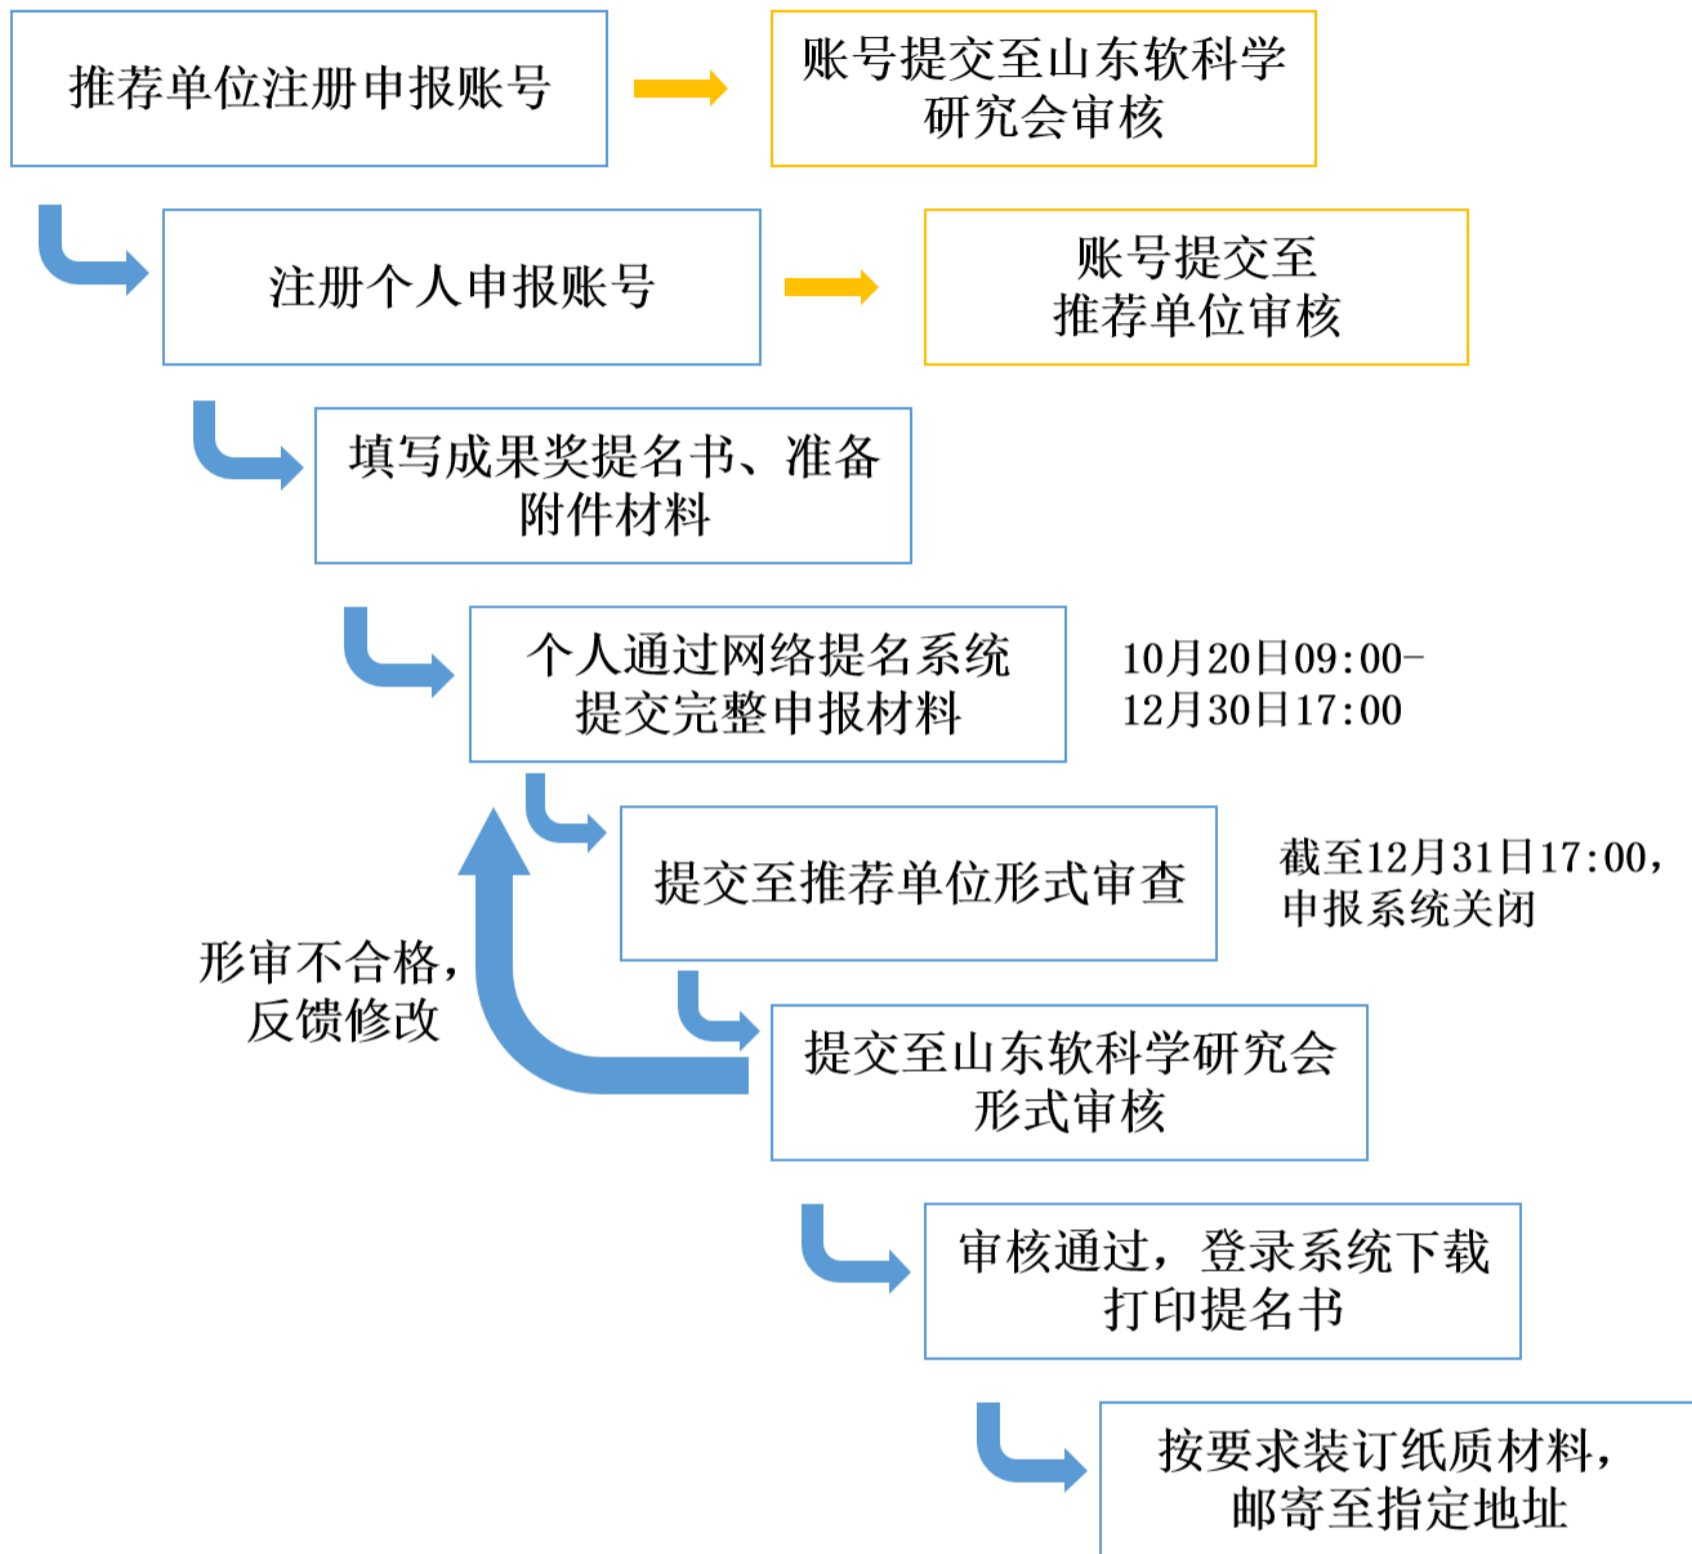 推荐单位注册申报账号
账号提交至山东软科学
研究会审核
注册个人申报账号
账号提交至
推荐单位审核
填写成果奖提名书、准备
附件材料
个人通过网络提名系统
提交完整申报材料
10月20日09:00-
12月30日17:00
提交至推荐单位形式审查
截至12月31日17:00，
申报系统关闭
形审不合格，
反馈修改
提交至山东软科学研究会
形式审核
审核通过，登录系统下载
打印提名书
按要求装订纸质材料，
邮寄至指定地址